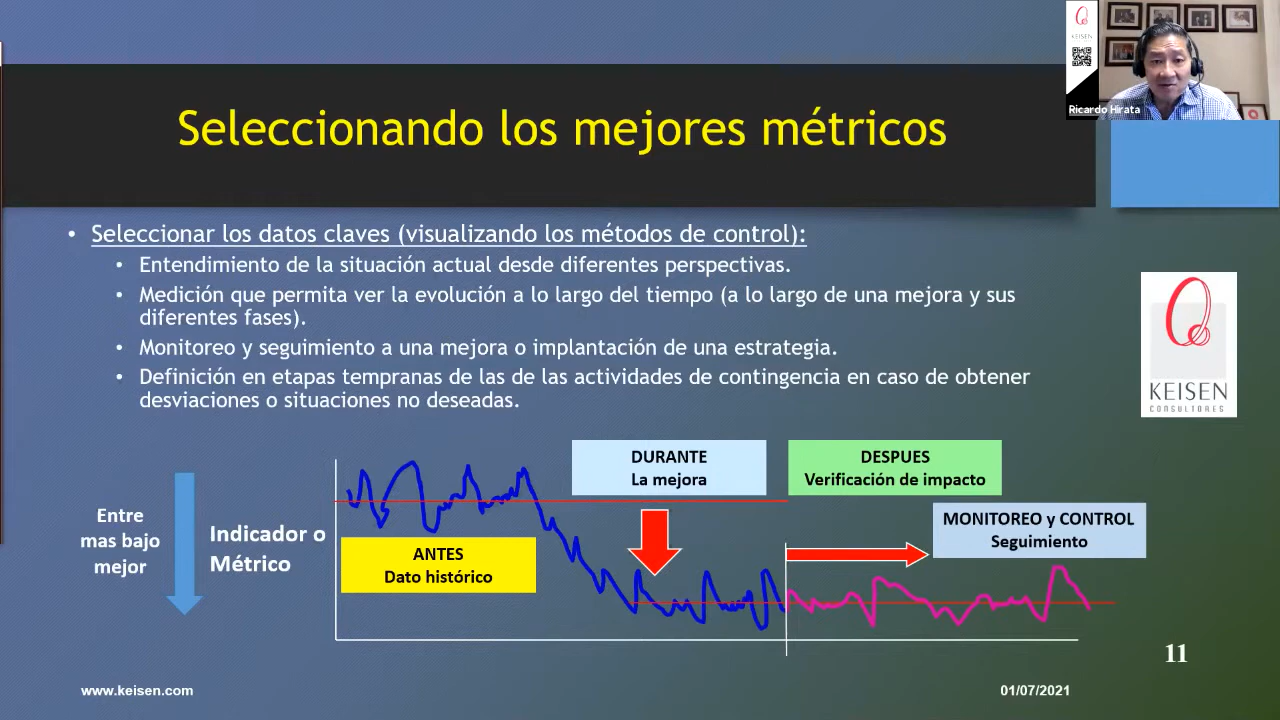 KEISEN
Ricardo Hirata
Seleccionando los mejores métricos
• Seleccionar los datos claves (visualizando los métodos de control):
• Entendimiento de la situación actual desde diferentes perspectivas.
• Medición que permita ver la evolución a lo largo del tiempo (a lo largo de una mejora y sus
diferentes fases).
• Monitoreo y seguimiento a una mejora o implantación de una estrategia.
• Definición en etapas tempranas de las de las actividades de contingencia en caso de obtener
desviaciones o situaciones no deseadas.
KEISEN
CONSULTORES
Entre
mas bajo
mejor
Indicador o
Métrico
ANTES
Dato histórico
DURANTE
La mejora
DESPUES
Verificación de impacto
MONITOREO y CONTROL
Seguimiento
11
www.keisen.com
01/07/2021